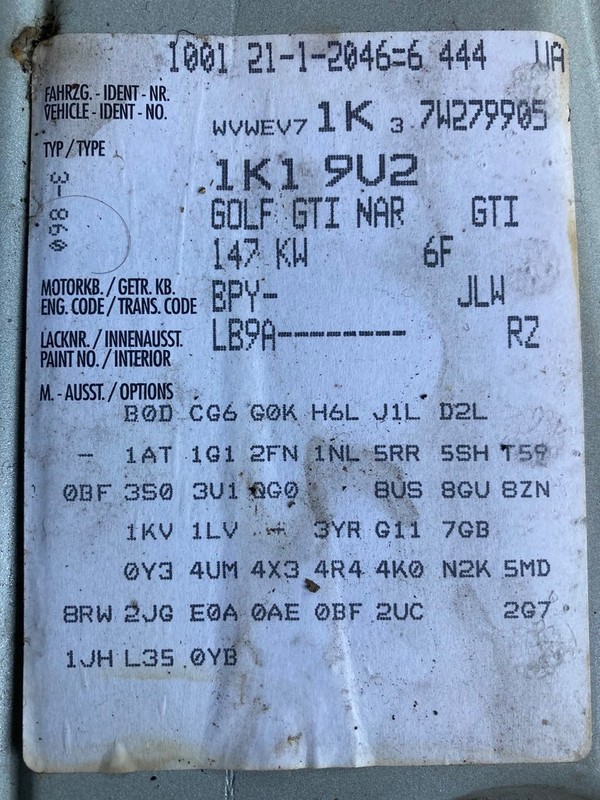 1001 21-1-2046=6 444 UA
FAHRZG. - IDENT - NR.
VEHICLE - IDENT - NO.
WVWEV7 1K 3 7W279905
TYP / TYPE
1K1 9U2
098-3
GOLF GTI NAR GTI
147 KW 6F
MOTORKB. / GETR. KB.
ENG. CODE / TRANS. CODE
BPY- JLW
LACKNR. / INNENAUSST.
PAINT NO. / INTERIOR
LB9A------- RZ
M. - AUSST. / OPTIONS
B0D CG6 G0K H6L J1L D2L
- 1AT 1G1 2FN 1NL 5RR 5SH T59
0BF 3S0 3U1 QG0 8US 8GU 8ZN
1KV 1LV - 3YR G11 7GB
0Y3 4UM 4X3 4R4 4K0 N2K 5MD
8RW 2JG E0A 0AE 0BF 2UC 2G7
1JH L35 0YB